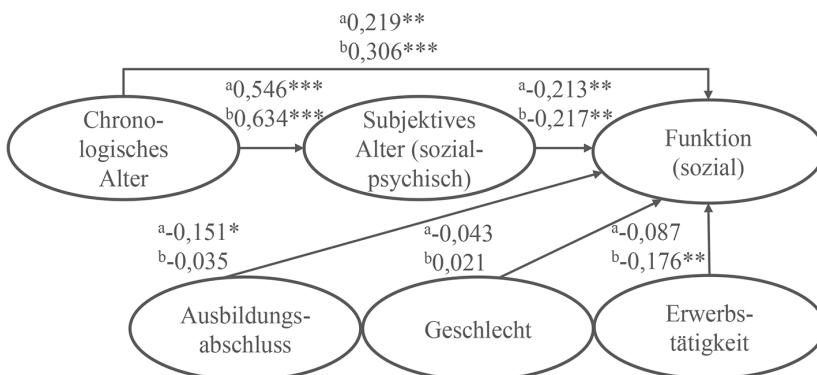 ᵃ0,219**
ᵇ0,306***
ᵃ0,546***
ᵇ0,634***
ᵃ-0,213**
ᵇ-0,217**
Chrono-
logisches
Alter
Subjektives
Alter (sozial-
psychisch)
Funktion
(sozial)
ᵃ-0,151*
ᵇ-0,035
ᵃ-0,043
ᵇ0,021
ᵃ-0,087
ᵇ-0,176**
Ausbildungs-
abschluss
Geschlecht
Erwerbs-
tätigkeit